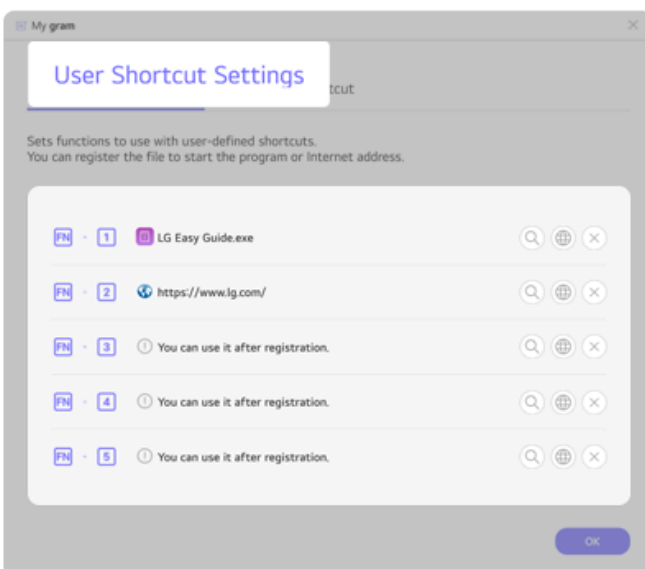 My gram
User Shortcut Settings
tcut
Sets functions to use with user-defined shortcuts.
You can register the file to start the program or Internet address.
FN · 1 LG Easy Guide.exe
FN · 2 https://www.lg.com/
FN · 3 You can use it after registration.
FN · 4 You can use it after registration.
FN · 5 You can use it after registration.
OK